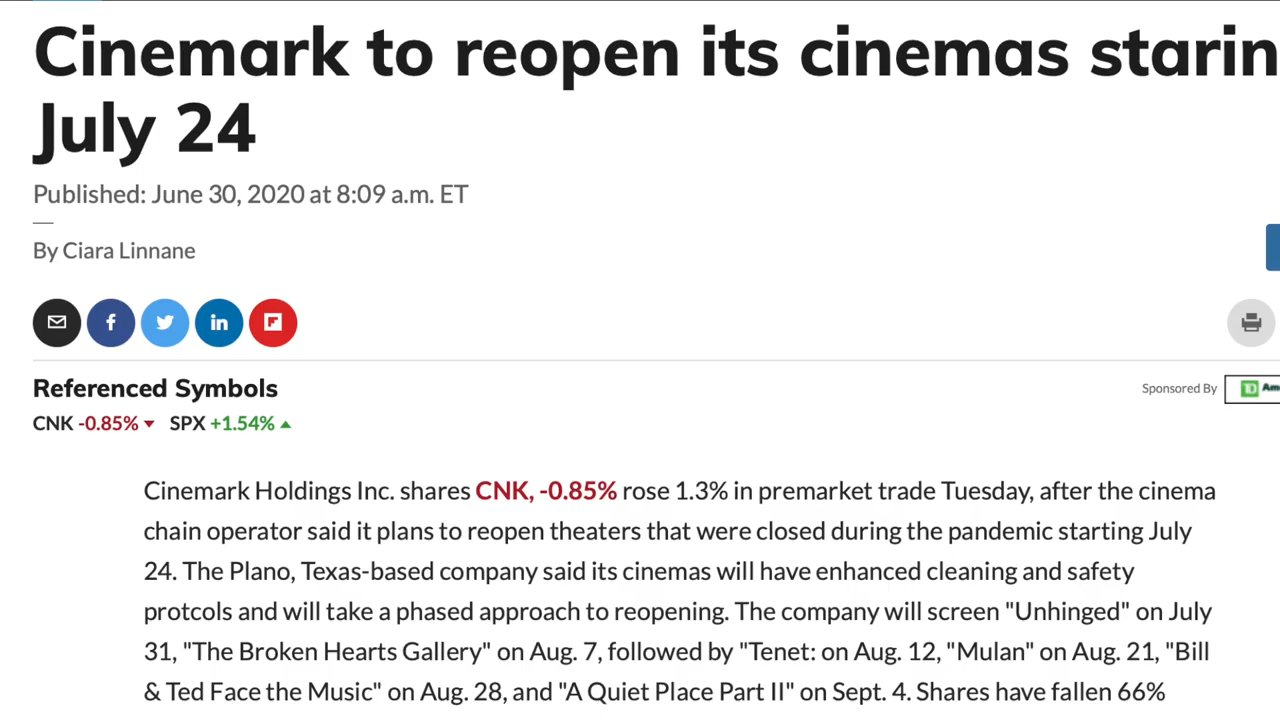 Cinemark to reopen its cinemas starin
July 24
Published: June 30, 2020 at 8:09 a.m. ET
By Ciara Linnane
Referenced Symbols
Sponsored By
CNK -0.85% SPX +1.54%
Cinemark Holdings Inc. shares CNK, -0.85% rose 1.3% in premarket trade Tuesday, after the cinema
chain operator said it plans to reopen theaters that were closed during the pandemic starting July
24. The Plano, Texas-based company said its cinemas will have enhanced cleaning and safety
protcols and will take a phased approach to reopening. The company will screen "Unhinged" on July
31, "The Broken Hearts Gallery" on Aug. 7, followed by "Tenet: on Aug. 12, "Mulan" on Aug. 21, "Bill
& Ted Face the Music" on Aug. 28, and "A Quiet Place Part II" on Sept. 4. Shares have fallen 66%